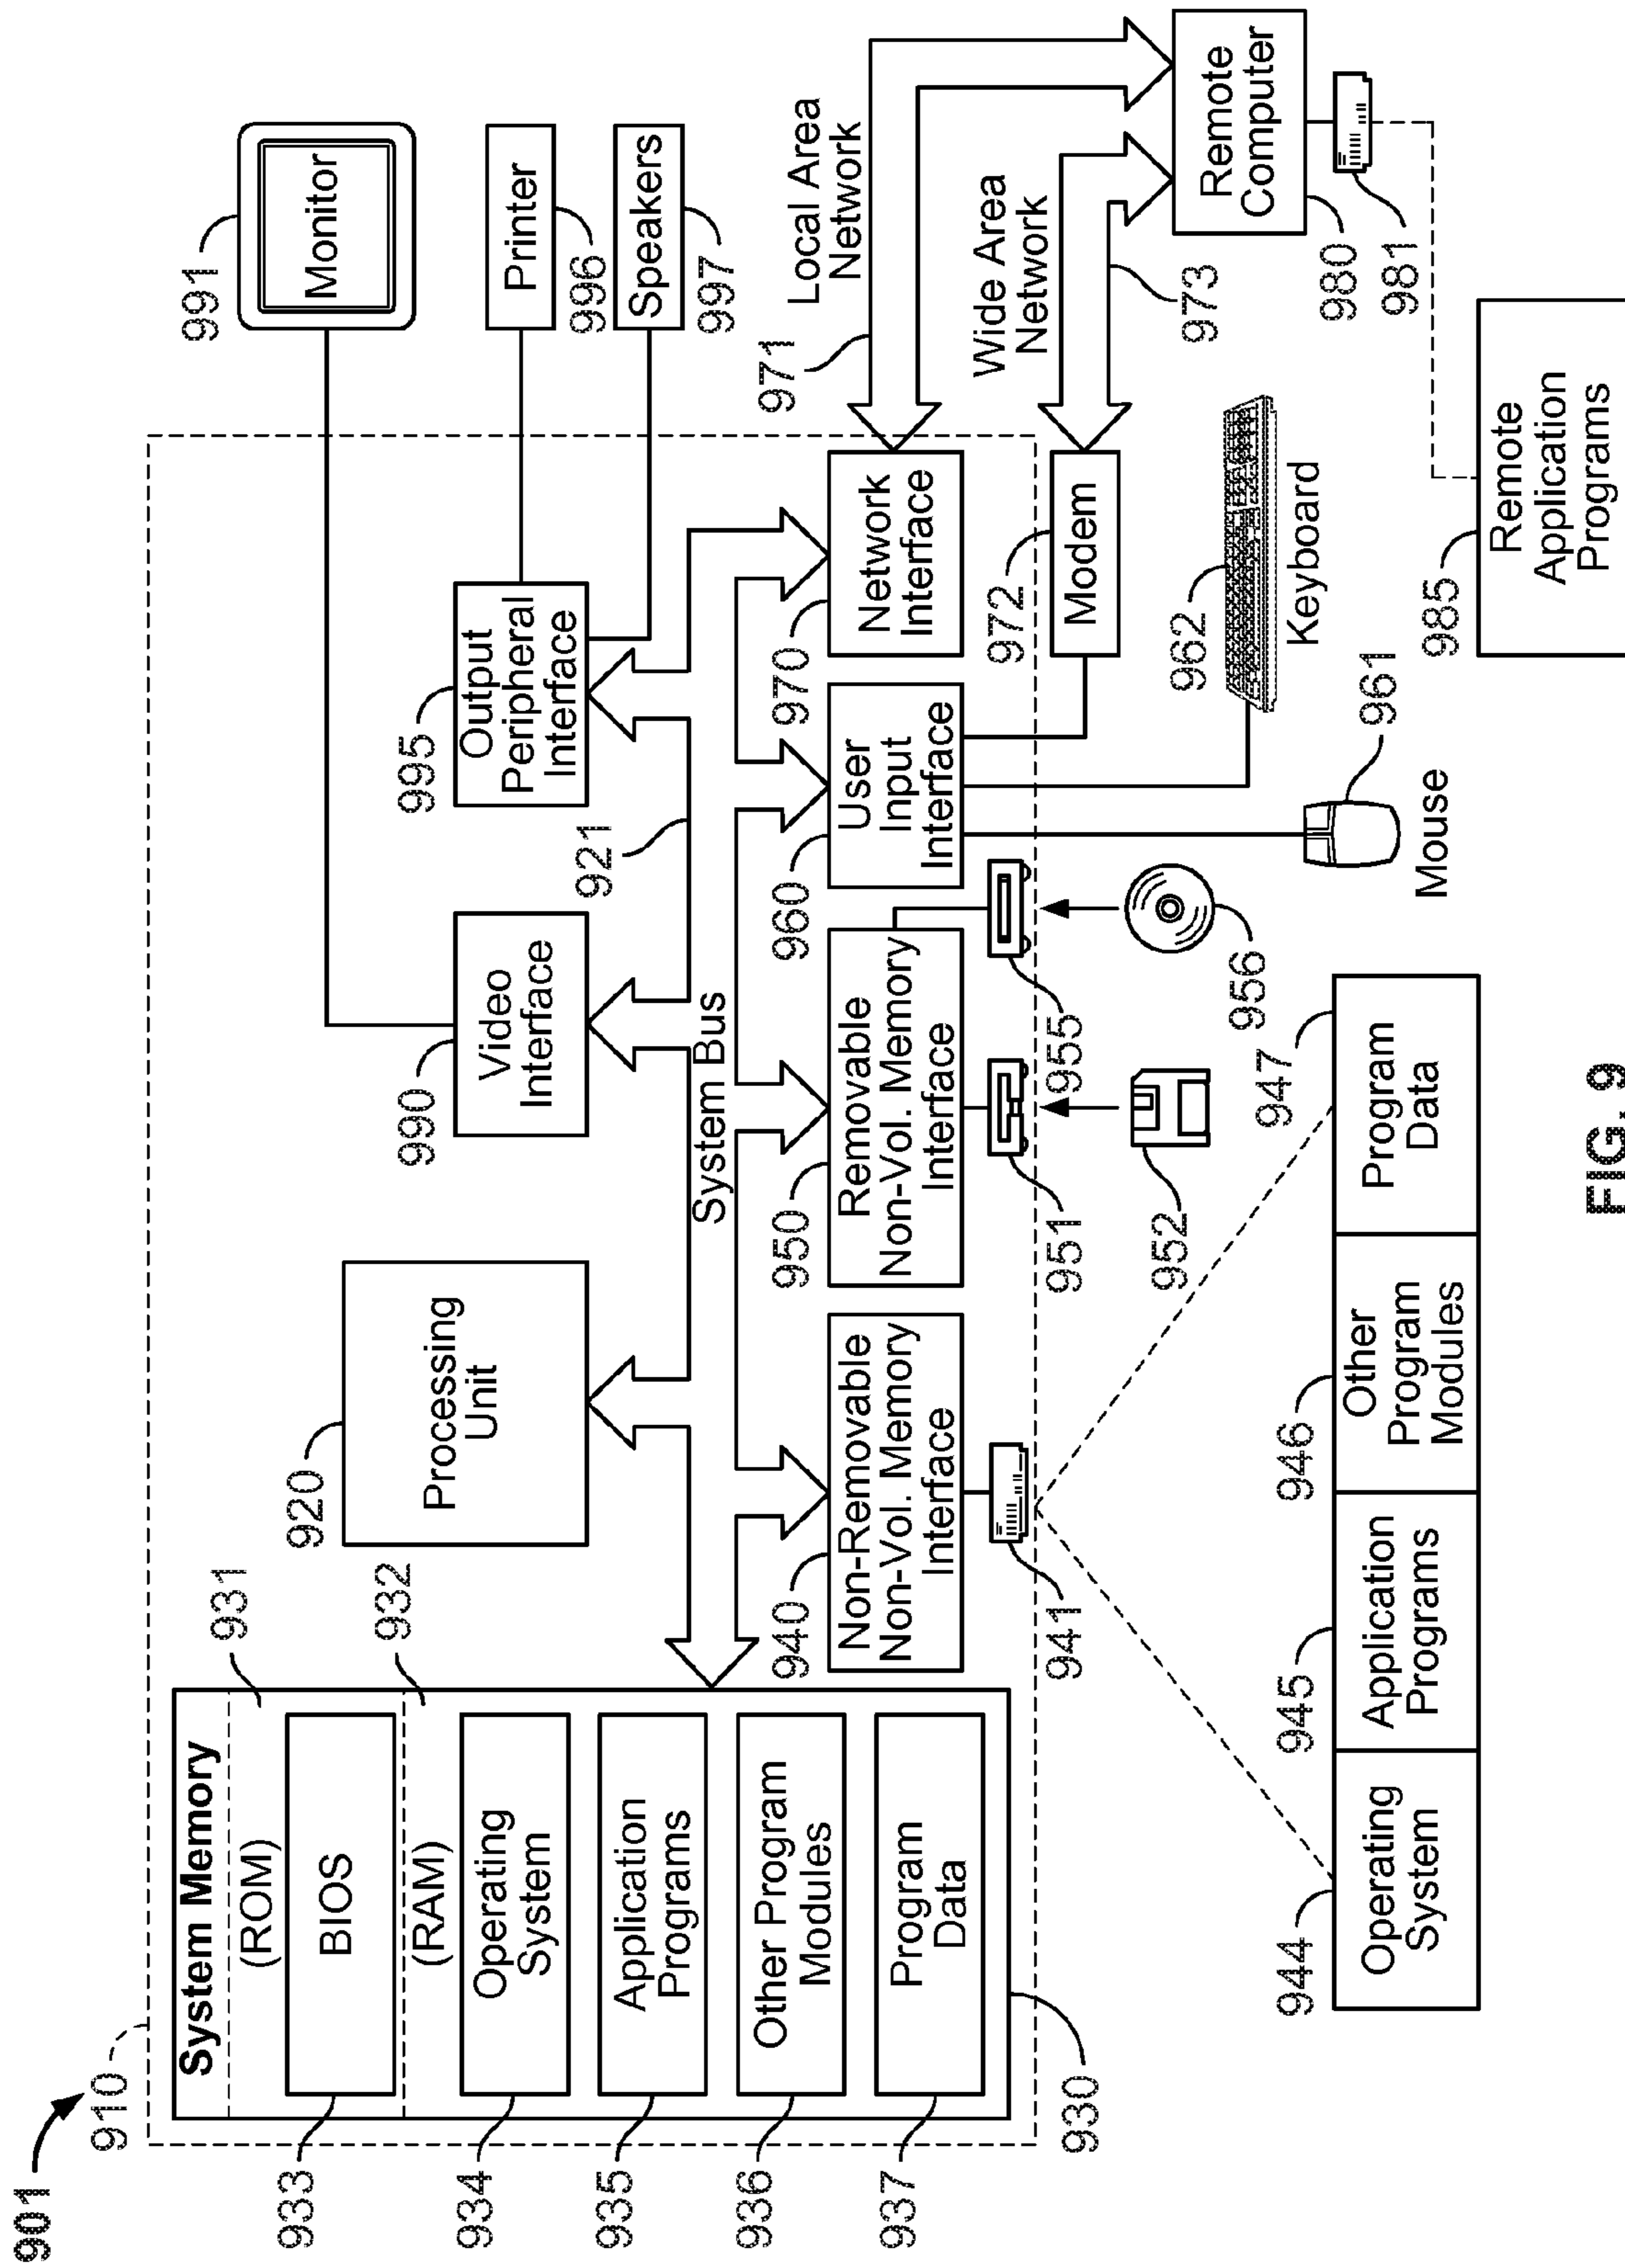 901
910
System Memory
(ROM)
931
BIOS
933
(RAM)
932
Operating
System
934
Application
Programs
935
Other Program
Modules
936
Program
Data
937
930
920
Processing
Unit
990
Video
Interface
995
Output
Peripheral
Interface
991
Monitor
Printer
996
Speakers
997
921
System Bus
940
Non-Removable
Non-Vol. Memory
Interface
950
Removable
Non-Vol. Memory
Interface
960
User
Input
Interface
970
Network
Interface
971
Local Area
Network
941
951
955
972
Modem
Wide Area
Network
973
952
956
962
Keyboard
961
Mouse
Remote
Computer
980
981
944
Operating
System
945
Application
Programs
946
Other
Program
Modules
947
Program
Data
985
Remote
Application
Programs
FIG. 9